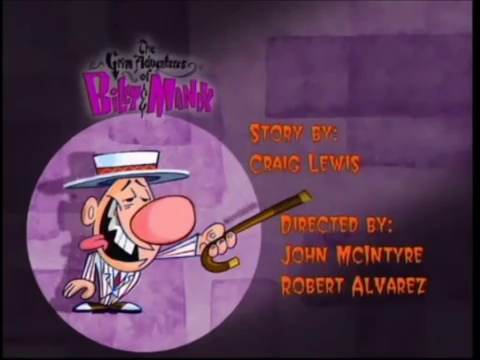 The
Grim Adventures
of
Billy & Mandy
Story by:
Craig Lewis
Directed by:
John McIntyre
Robert Alvarez